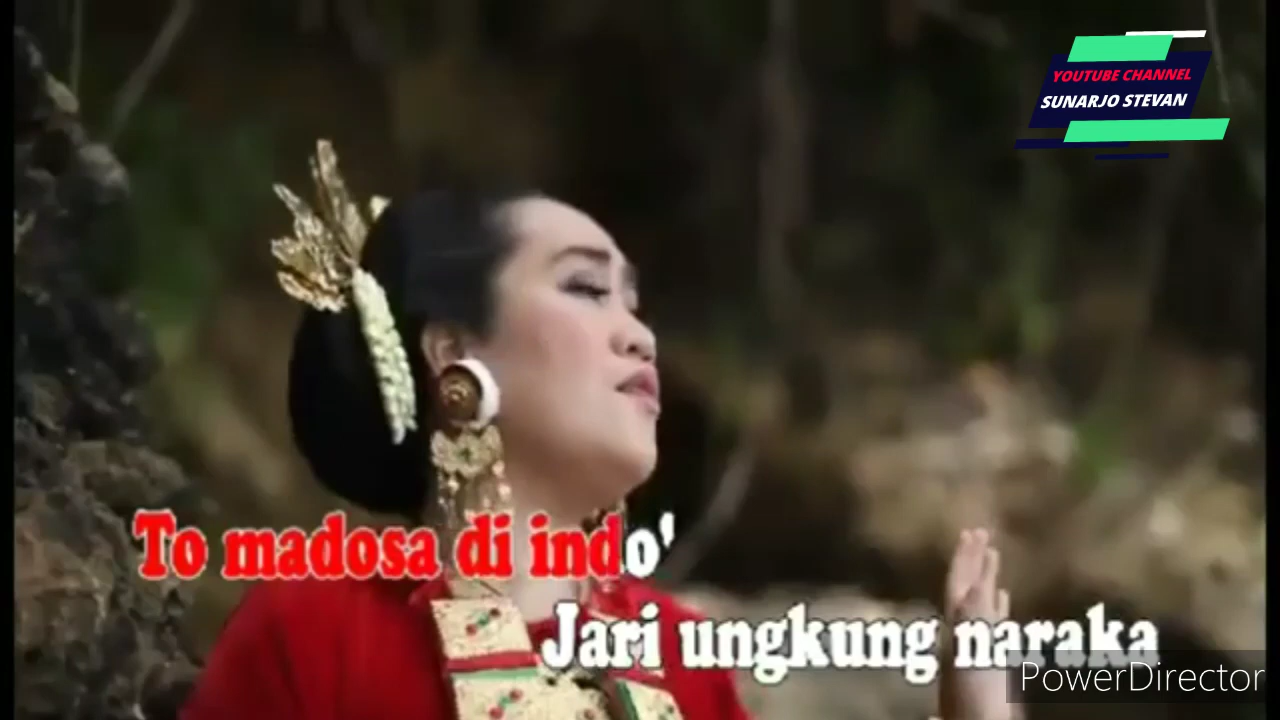 YOUTUBE CHANNEL
SUNARJO STEVAN
To madosa di indo'
Jari ungkung naraka
PowerDirector